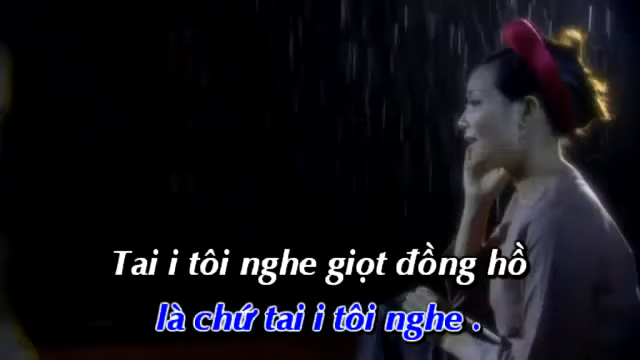 Tai i tôi nghe giọt đồng hồ
là chứ tai i tôi nghe .